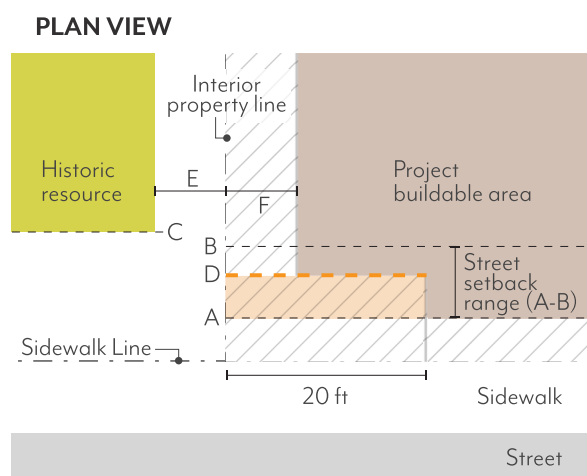 PLAN VIEW
Interior
property line
Historic
resource
E
F
Project
buildable area
C
B
D
A
Street
setback
range (A-B)
Sidewalk Line
20 ft
Sidewalk
Street